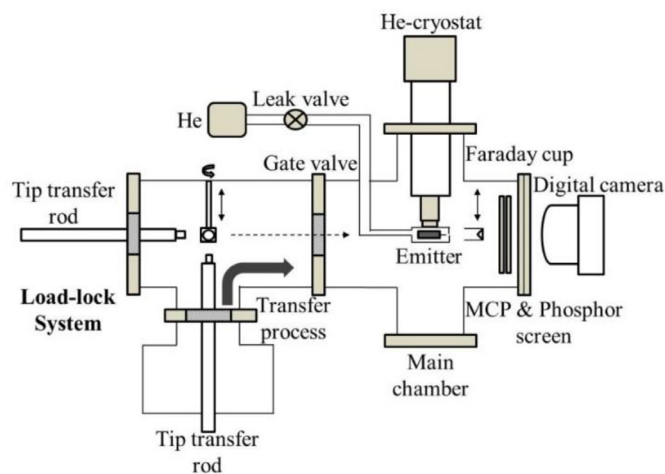 He-cryostat
Leak valve
He
Gate valve
Faraday cup
Digital camera
Tip transfer
rod
Emitter
Load-lock
System
Transfer
process
MCP & Phosphor
screen
Main
chamber
Tip transfer
rod